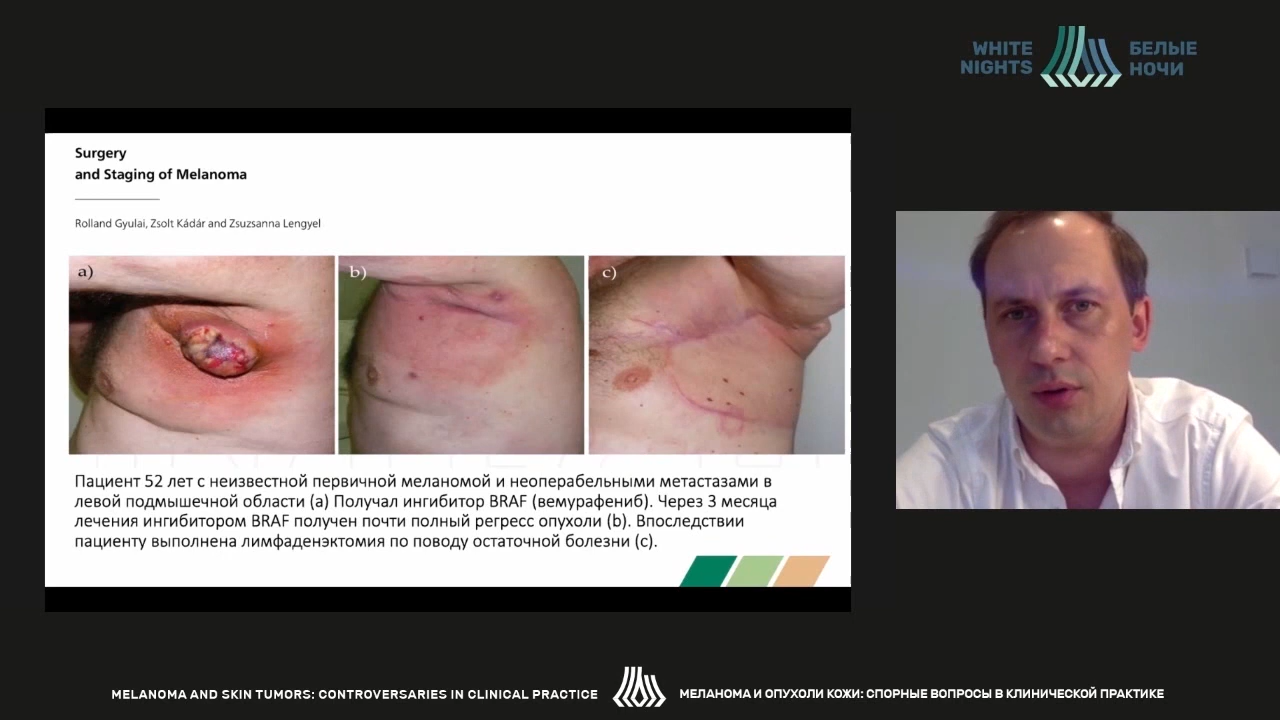 WHITE
NIGHTS
БЕЛЫЕ
НОЧИ
Surgery
and Staging of Melanoma
Rolland Gyulai, Zsolt Kádár and Zsuzsanna Lengyel
a)
b)
c)
Пациент 52 лет с неизвестной первичной меланомой и неоперабельными метастазами в
левой подмышечной области (a) Получал ингибитор BRAF (вемурафениб). Через 3 месяца
лечения ингибитором BRAF получен почти полный регресс опухоли (b). Впоследствии
пациенту выполнена лимфаденэктомия по поводу остаточной болезни (c).
MELANOMA AND SKIN TUMORS: CONTROVERSARIES IN CLINICAL PRACTICE
МЕЛАНОМА И ОПУХОЛИ КОЖИ: СПОРНЫЕ ВОПРОСЫ В КЛИНИЧЕСКОЙ ПРАКТИКЕ